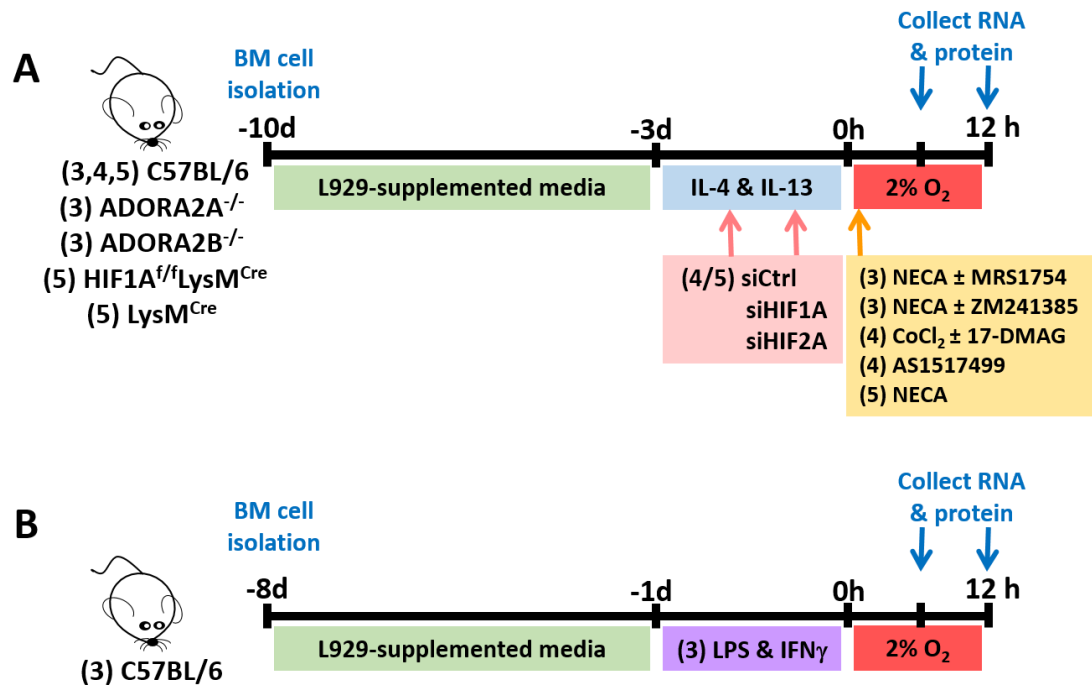 A
BM cell
isolation
Collect RNA
& protein
-10d
-3d
0h
12 h
(3,4,5) C57BL/6
(3) ADORA2A-/-
(3) ADORA2B-/-
(5) HIF1Af/fLysMCre
(5) LysMCre
L929-supplemented media
IL-4 & IL-13
2% O2
(4/5) siCtrl
siHIF1A
siHIF2A
(3) NECA ± MRS1754
(3) NECA ± ZM241385
(4) CoCl2 ± 17-DMAG
(4) AS1517499
(5) NECA
B
BM cell
isolation
Collect RNA
& protein
-8d
-1d
0h
12 h
(3) C57BL/6
L929-supplemented media
(3) LPS & IFNγ
2% O2